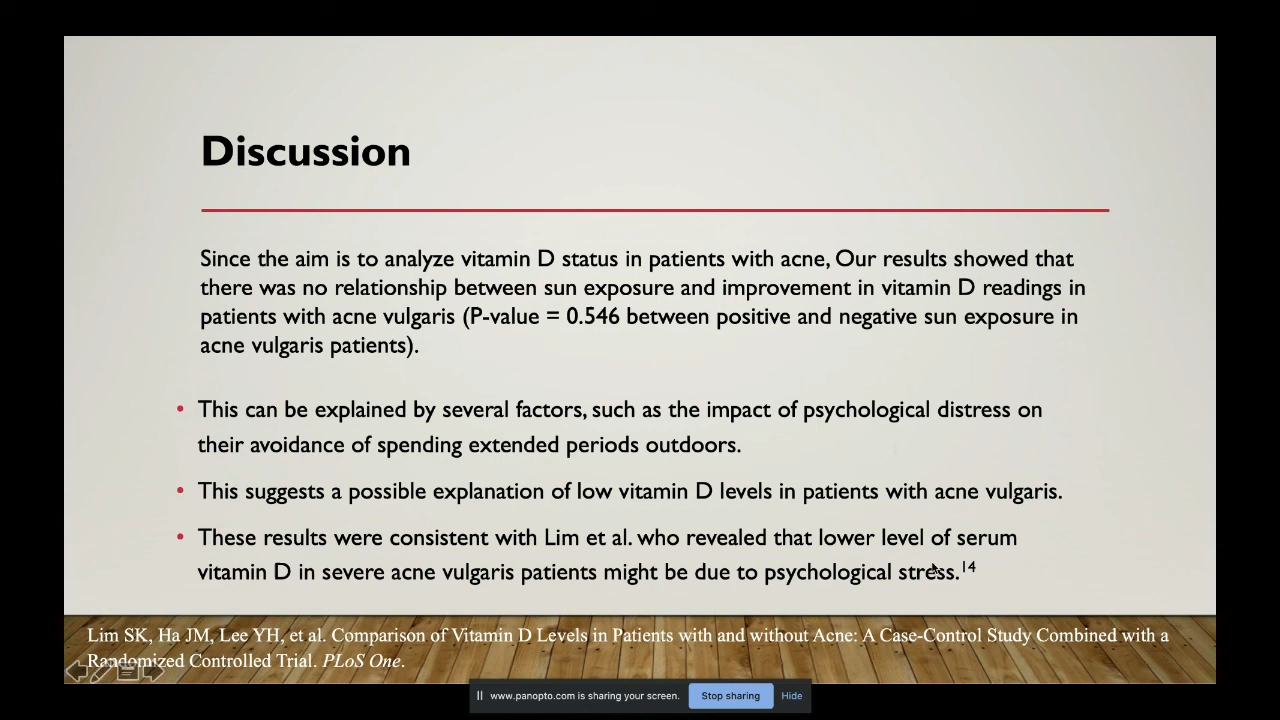 Discussion
Since the aim is to analyze vitamin D status in patients with acne, Our results showed that
there was no relationship between sun exposure and improvement in vitamin D readings in
patients with acne vulgaris (P-value = 0.546 between positive and negative sun exposure in
acne vulgaris patients).
• This can be explained by several factors, such as the impact of psychological distress on
their avoidance of spending extended periods outdoors.
• This suggests a possible explanation of low vitamin D levels in patients with acne vulgaris.
• These results were consistent with Lim et al. who revealed that lower level of serum
vitamin D in severe acne vulgaris patients might be due to psychological stress.¹⁴
Lim SK, Ha JM, Lee YH, et al. Comparison of Vitamin D Levels in Patients with and without Acne: A Case-Control Study Combined with a
Randomized Controlled Trial. PLoS One.
www.panopto.com is sharing your screen. Stop sharing Hide